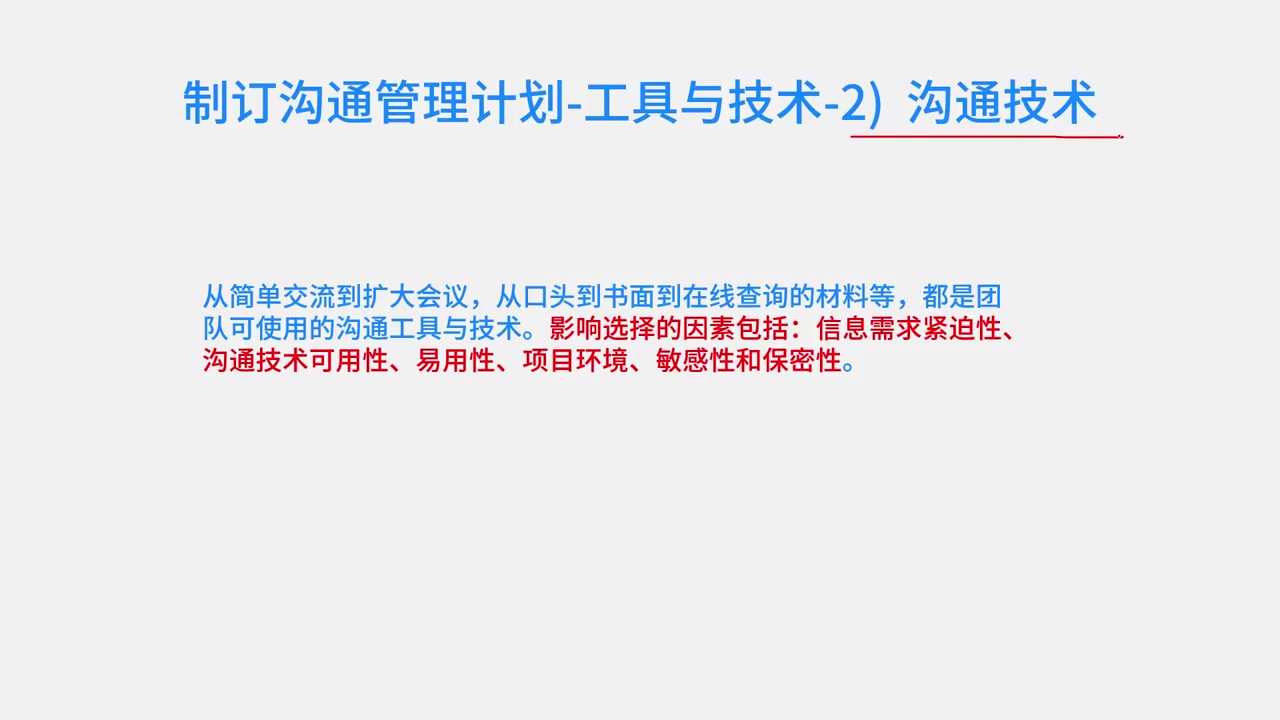 制订沟通管理计划-工具与技术-2）沟通技术
从简单交流到扩大会议，从口头到书面到在线查询的材料等，都是团
队可使用的沟通工具与技术。影响选择的因素包括：信息需求紧迫性、
沟通技术可用性、易用性、项目环境、敏感性和保密性。